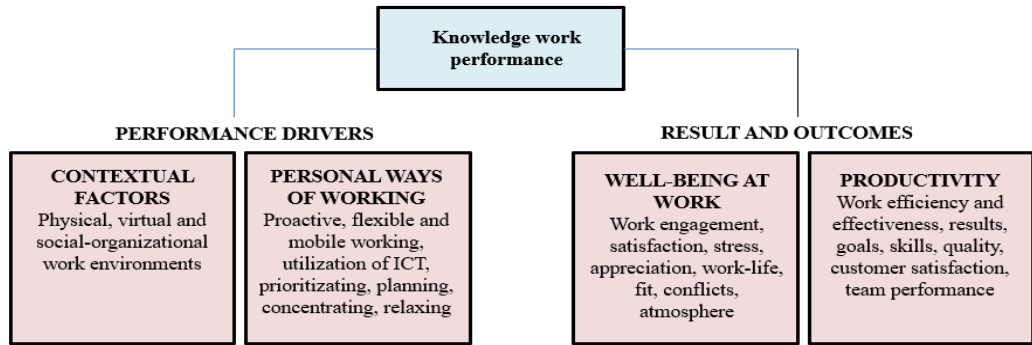 Knowledge work
performance
PERFORMANCE DRIVERS
RESULT AND OUTCOMES
CONTEXTUAL
FACTORS
Physical, virtual and
social-organizational
work environments
PERSONAL WAYS
OF WORKING
Proactive, flexible and
mobile working,
utilization of ICT,
prioritizating, planning,
concentrating, relaxing
WELL-BEING AT
WORK
Work engagement,
satisfaction, stress,
appreciation, work-life,
fit, conflicts,
atmosphere
PRODUCTIVITY
Work efficiency and
effectiveness, results,
goals, skills, quality,
customer satisfaction,
team performance